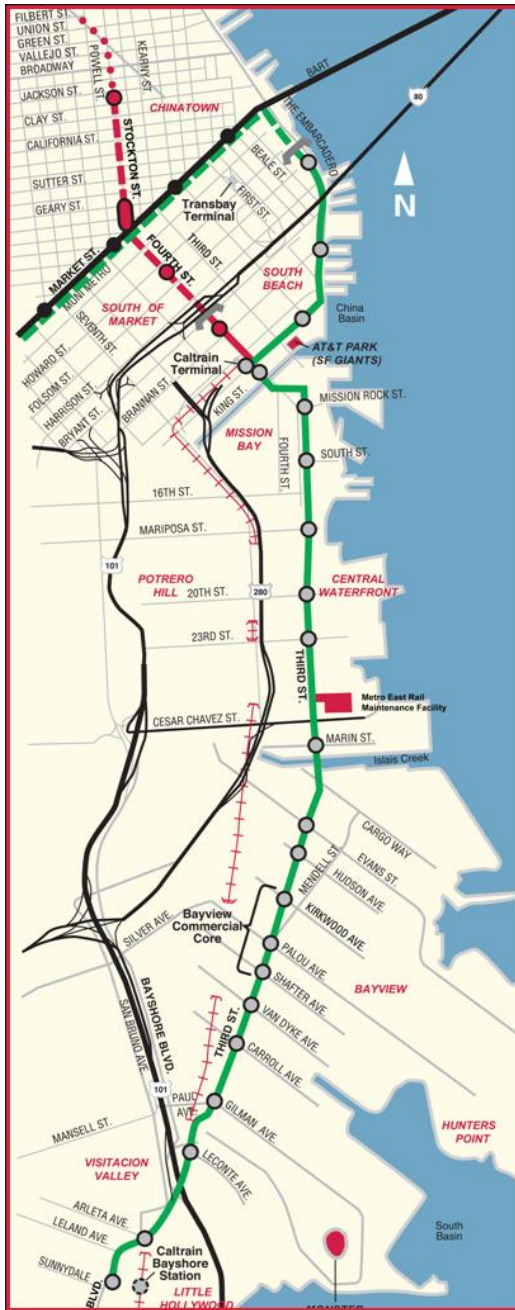 FILBERT ST.
UNION ST.
GREEN ST.
VALLEJO ST.
BROADWAY
POWELL ST.
KEARNY ST.
JACKSON ST.
CHINATOWN
CLAY ST.
CALIFORNIA ST.
STOCKTON ST.
SUTTER ST.
GEARY ST.
BART
80
THE EMBARCADERO
BEALE ST.
FIRST ST.
Transbay
Terminal
N
MARKET ST.
MUNI METRO
FOURTH ST.
THIRD ST.
SOUTH
BEACH
SOUTH OF
MARKET
SEVENTH ST.
China
Basin
AT&T PARK
(SF GIANTS)
HOWARD ST.
FOLSOM ST.
HARRISON ST.
BRYANT ST.
BRANNAN ST.
Caltrain
Terminal
KING ST.
MISSION ROCK ST.
MISSION
BAY
FOURTH ST.
SOUTH ST.
16TH ST.
MARIPOSA ST.
101
POTRERO
HILL
280
CENTRAL
WATERFRONT
20TH ST.
23RD ST.
THIRD ST.
Metro East Rail
Maintenance Facility
CESAR CHAVEZ ST.
MARIN ST.
Islais Creek
CARGO WAY
MENDELL ST.
EVANS ST.
HUDSON AVE.
Bayview
Commercial
Core
KIRKWOOD AVE.
SILVER AVE.
PALOU AVE.
SHAFTER AVE.
BAYVIEW
BAYSHORE BLVD.
SAN BRUNO AVE.
THIRD ST.
VAN DYKE AVE.
CARROLL AVE.
101
PAUL
AVE.
GILMAN AVE.
MANSELL ST.
HUNTERS
POINT
VISITACION
VALLEY
LECONTE AVE.
ARLETA AVE.
LELAND AVE.
Caltrain
Bayshore
Station
South
Basin
SUNNYDALE
BLVD.
LITTLE
HOLLYWOOD
MONSTER